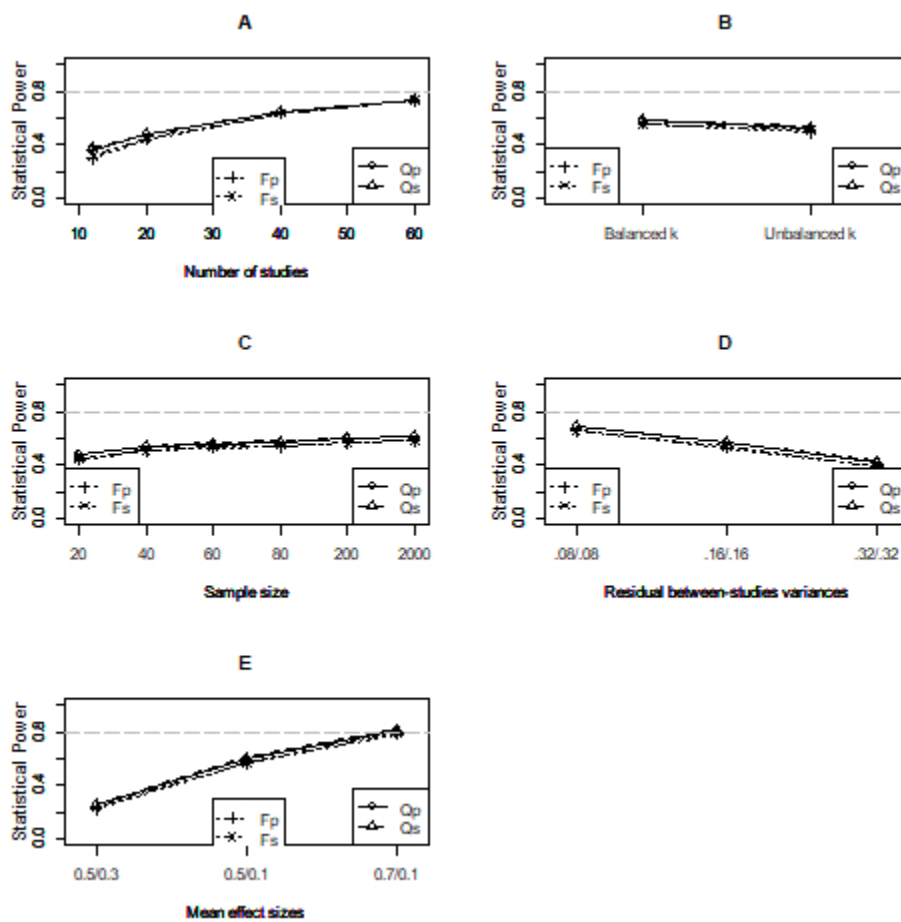 A
Statistical Power
0.8
0.4
0.0
Fp
Fs
Qp
Qs
10 20 30 40 50 60
Number of studies
B
Statistical Power
0.8
0.4
0.0
Fp
Fs
Qp
Qs
Balanced k Unbalanced k
C
Statistical Power
0.8
0.4
0.0
Fp
Fs
Qp
Qs
20 40 60 80 200 2000
Sample size
D
Statistical Power
0.8
0.4
0.0
Fp
Fs
Qp
Qs
.08/.08 .16/.16 .32/.32
Residual between-studies variances
E
Statistical Power
0.8
0.4
0.0
Fp
Fs
Qp
Qs
0.5/0.3 0.5/0.1 0.7/0.1
Mean effect sizes